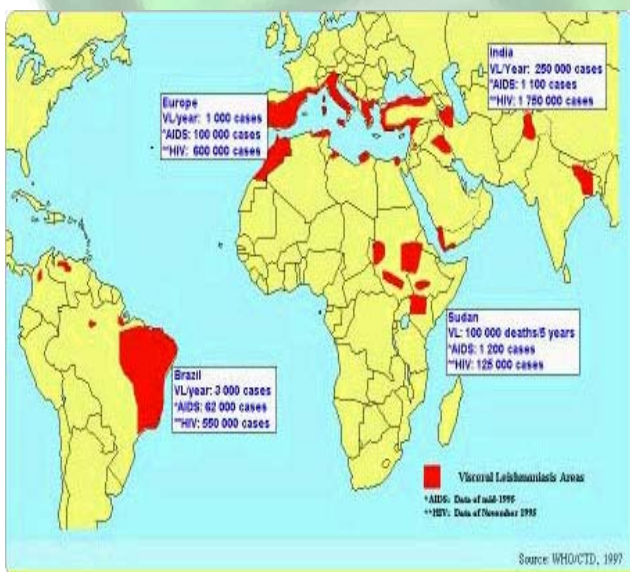 India
VL/Year: 250 000 cases
*AIDS: 1 100 cases
**HIV: 1 750 000 cases
Europe
VL/year: 1 000 cases
*AIDS: 100 000 cases
**HIV: 600 000 cases
Sudan
VL: 100 000 deaths/5 years
*AIDS: 1 200 cases
**HIV: 125 000 cases
Brazil
VL/year: 3 000 cases
*AIDS: 62 000 cases
**HIV: 550 000 cases
Visceral Leishmaniasis Areas
*AIDS: Data of mid-1995
**HIV: Data of November 1995
Source: WHO/CTD, 1997